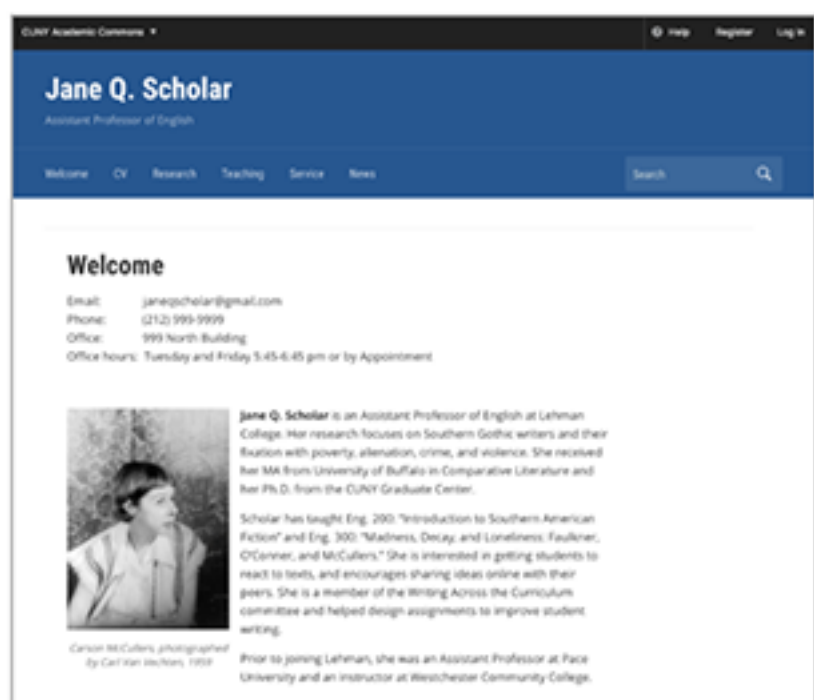 CUNY Academic Commons
Help Register Log in
Jane Q. Scholar
Assistant Professor of English
Welcome CV Research Teaching Service News
Search
Welcome
Email: janeqscholar@gmail.com
Phone: (212) 999-9999
Office: 999 North Building
Office hours: Tuesday and Friday 5:45-6:45 pm or by Appointment
Jane Q. Scholar is an Assistant Professor of English at Lehman
College. Her research focuses on Southern Gothic writers and their
fixation with poverty, alienation, crime, and violence. She received
her MA from University of Buffalo in Comparative Literature and
her Ph.D. from the CUNY Graduate Center.
Scholar has taught Eng. 200: "Introduction to Southern American
Fiction" and Eng. 300: "Madness, Decay, and Loneliness: Faulkner,
O'Conner, and McCullers." She is interested in getting students to
react to texts, and encourages sharing ideas online with their
peers. She is a member of the Writing Across the Curriculum
committee and helped design assignments to improve student
writing.
Carson McCullers, photographed
by Carl Van Vechten, 1959
Prior to joining Lehman, she was an Assistant Professor at Pace
University and an instructor at Westchester Community College.